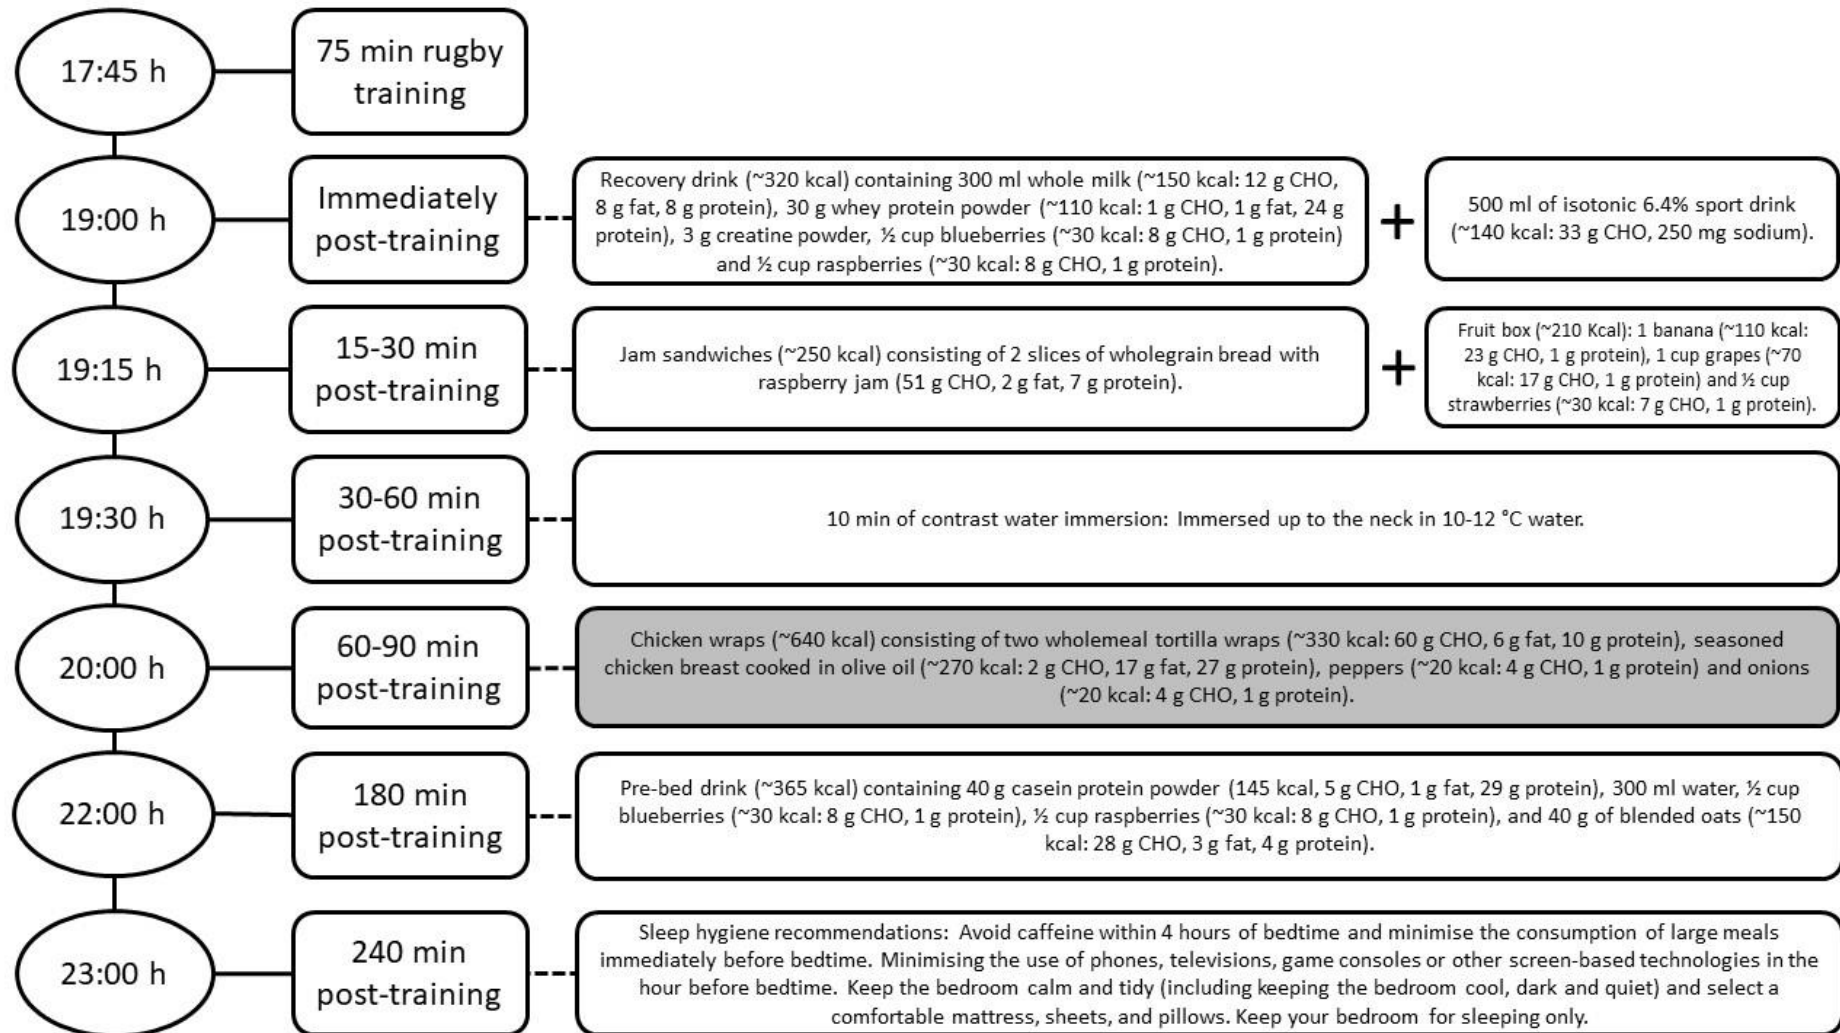 17:45 h
75 min rugby
training
19:00 h
Immediately
post-training
Recovery drink (~320 kcal) containing 300 ml whole milk (~150 kcal: 12 g CHO,
8 g fat, 8 g protein), 30 g whey protein powder (~110 kcal: 1 g CHO, 1 g fat, 24 g
protein), 3 g creatine powder, ½ cup blueberries (~30 kcal: 8 g CHO, 1 g protein)
and ½ cup raspberries (~30 kcal: 8 g CHO, 1 g protein).
+
500 ml of isotonic 6.4% sport drink
(~140 kcal: 33 g CHO, 250 mg sodium).
19:15 h
15-30 min
post-training
Jam sandwiches (~250 kcal) consisting of 2 slices of wholegrain bread with
raspberry jam (51 g CHO, 2 g fat, 7 g protein).
+
Fruit box (~210 Kcal): 1 banana (~110 kcal:
23 g CHO, 1 g protein), 1 cup grapes (~70
kcal: 17 g CHO, 1 g protein) and ½ cup
strawberries (~30 kcal: 7 g CHO, 1 g protein).
19:30 h
30-60 min
post-training
10 min of contrast water immersion: Immersed up to the neck in 10-12 °C water.
20:00 h
60-90 min
post-training
Chicken wraps (~640 kcal) consisting of two wholemeal tortilla wraps (~330 kcal: 60 g CHO, 6 g fat, 10 g protein), seasoned
chicken breast cooked in olive oil (~270 kcal: 2 g CHO, 17 g fat, 27 g protein), peppers (~20 kcal: 4 g CHO, 1 g protein) and onions
(~20 kcal: 4 g CHO, 1 g protein).
22:00 h
180 min
post-training
Pre-bed drink (~365 kcal) containing 40 g casein protein powder (145 kcal, 5 g CHO, 1 g fat, 29 g protein), 300 ml water, ½ cup
blueberries (~30 kcal: 8 g CHO, 1 g protein), ½ cup raspberries (~30 kcal: 8 g CHO, 1 g protein), and 40 g of blended oats (~150
kcal: 28 g CHO, 3 g fat, 4 g protein).
23:00 h
240 min
post-training
Sleep hygiene recommendations: Avoid caffeine within 4 hours of bedtime and minimise the consumption of large meals
immediately before bedtime. Minimising the use of phones, televisions, game consoles or other screen-based technologies in the
hour before bedtime. Keep the bedroom calm and tidy (including keeping the bedroom cool, dark and quiet) and select a
comfortable mattress, sheets, and pillows. Keep your bedroom for sleeping only.